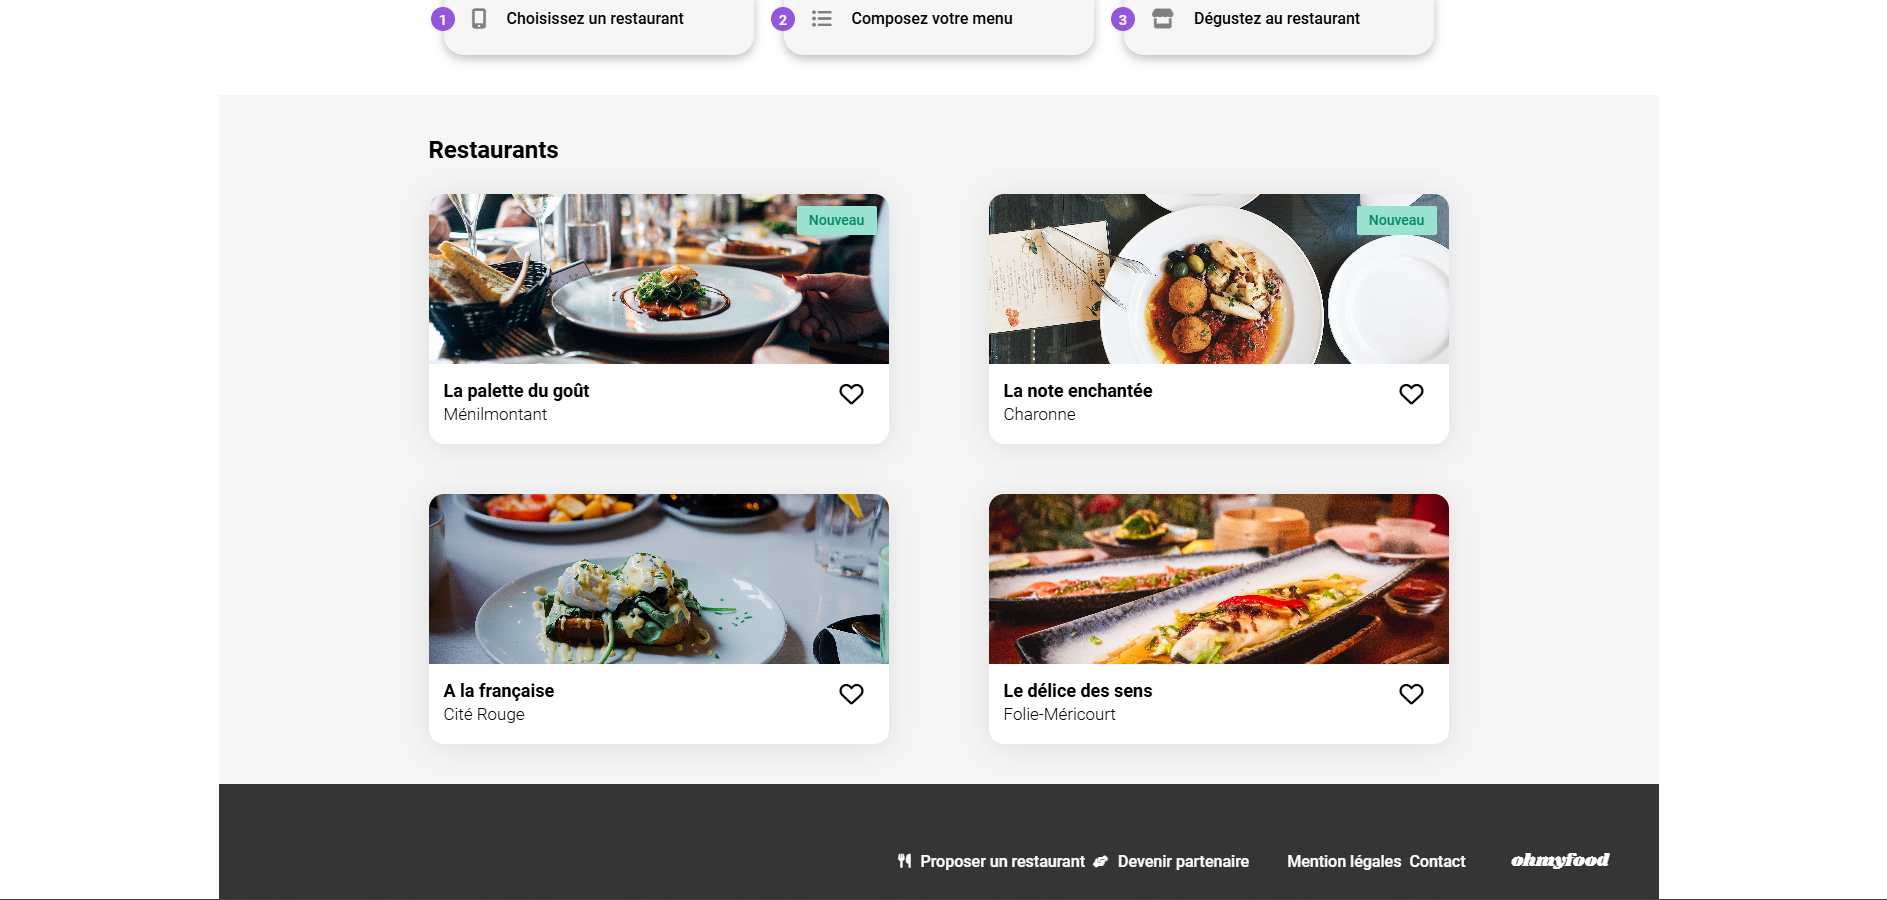 1 Choisissez un restaurant
2 Composez votre menu
3 Dégustez au restaurant
Restaurants
Nouveau
La palette du goût
Ménilmontant
Nouveau
La note enchantée
Charonne
A la française
Cité Rouge
Le délice des sens
Folie-Méricourt
Proposer un restaurant Devenir partenaire Mention légales Contact ohmyfood